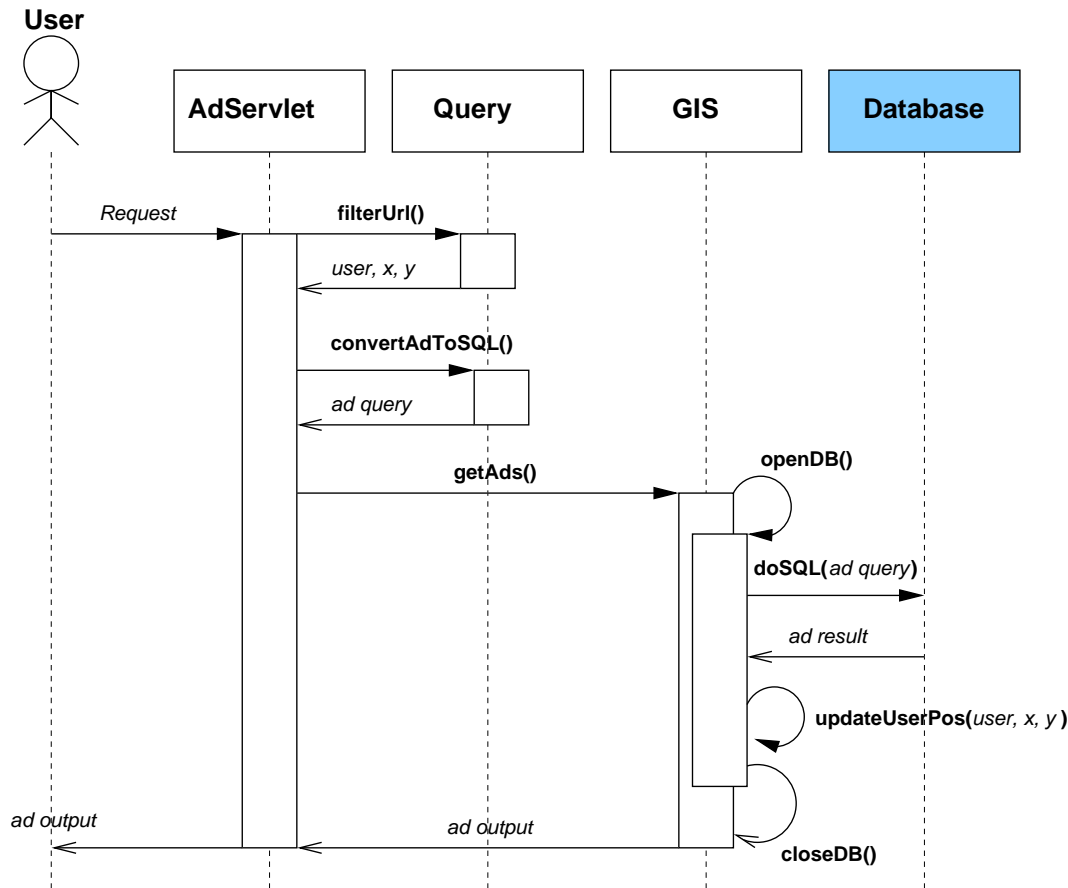 User
AdServlet
Query
GIS
Database
Request
filterUrl()
user, x, y
convertAdToSQL()
ad query
openDB()
getAds()
doSQL(ad query)
ad result
updateUserPos(user, x, y )
ad output
ad output
closeDB()